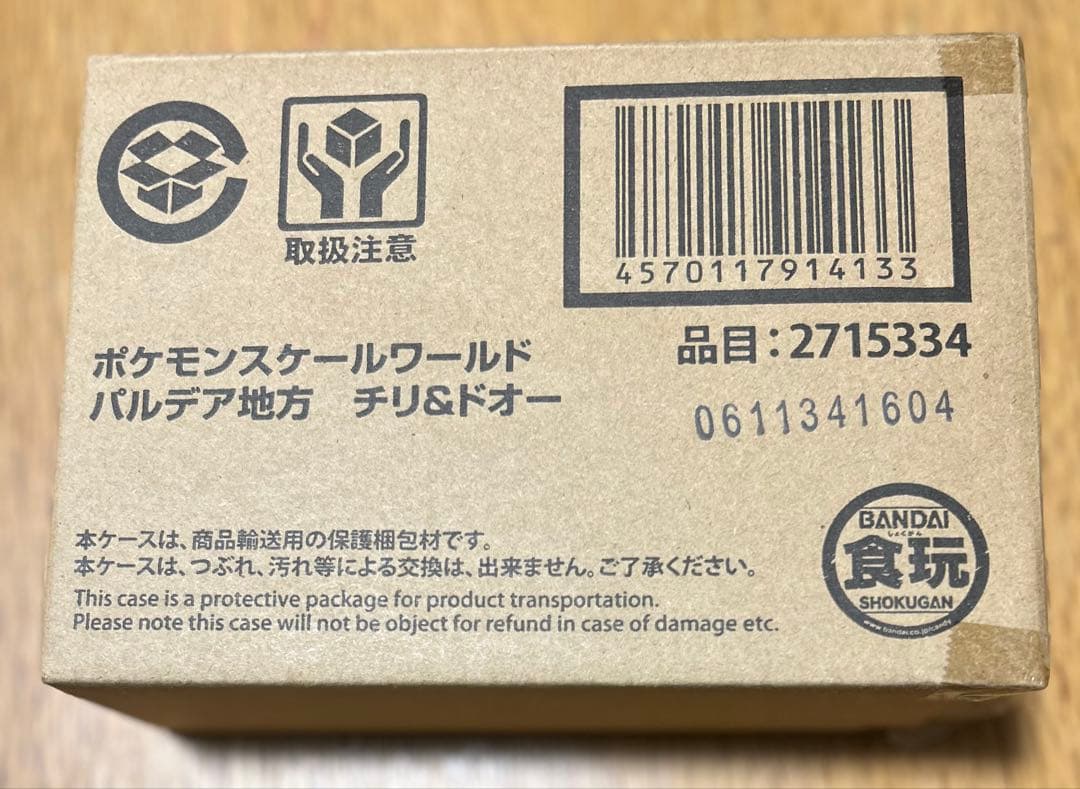 取扱注意
4570117914133
ポケモンスケールワールド
パルデア地方　チリ&ドオー
品目：2715334
0611341604
本ケースは、商品輸送用の保護梱包材です。
本ケースは、つぶれ、汚れ等による交換は、出来ません。ご了承ください。
This case is a protective package for product transportation.
Please note this case will not be object for refund in case of damage etc.
BANDAI
しょくがん
食玩
SHOKUGAN
www.bandai.co.jp/candy